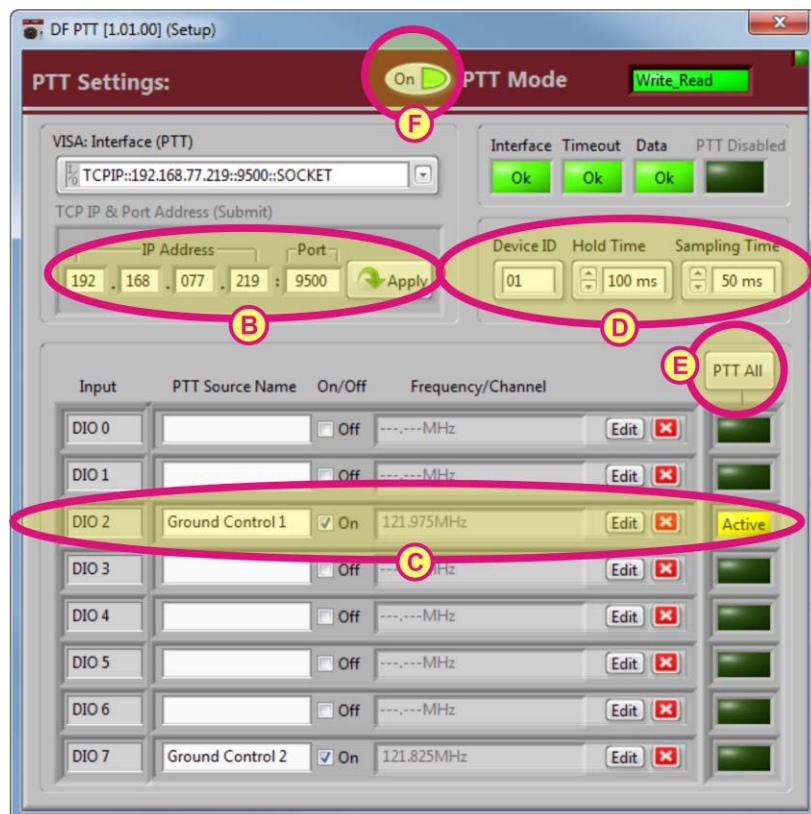 DF PTT [1.01.00] (Setup)
PTT Settings:
On
PTT Mode
Write_Read
F
VISA: Interface (PTT)
TCPIP::192.168.77.219::9500::SOCKET
Interface Timeout Data PTT Disabled
Ok Ok Ok
TCP IP & Port Address (Submit)
IP Address Port
192 . 168 . 077 . 219 : 9500 Apply
B
Device ID Hold Time Sampling Time
01 100 ms 50 ms
D
E
PTT All
Input PTT Source Name On/Off Frequency/Channel
DIO 0 Off ---.---MHz Edit
DIO 1 Off ---.---MHz Edit
DIO 2 Ground Control 1 On 121.975MHz Edit Active
C
DIO 3 Off ---.---MHz Edit
DIO 4 Off ---.---MHz Edit
DIO 5 Off ---.---MHz Edit
DIO 6 Off ---.---MHz Edit
DIO 7 Ground Control 2 On 121.825MHz Edit